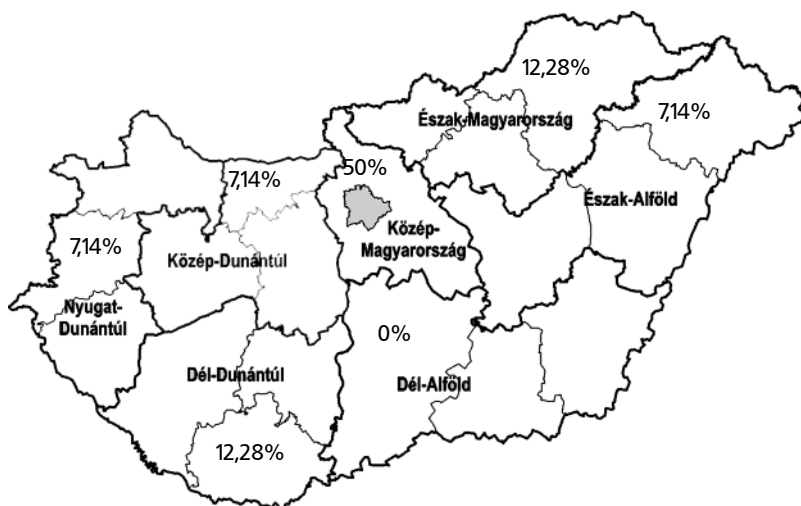 12,28%
Észak-Magyarország
7,14%
7,14%
50%
Észak-Alföld
7,14%
Közép-Dunántúl
Közép-
Magyarország
Nyugat-
Dunántúl
0%
Dél-Dunántúl
Dél-Alföld
12,28%